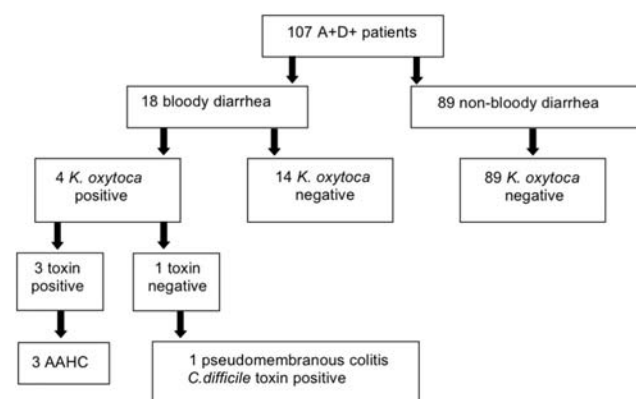 107 A+D+ patients
18 bloody diarrhea
89 non-bloody diarrhea
4 K. oxytoca
positive
14 K. oxytoca
negative
89 K. oxytoca
negative
3 toxin
positive
1 toxin
negative
3 AAHC
1 pseudomembranous colitis
C.difficile toxin positive